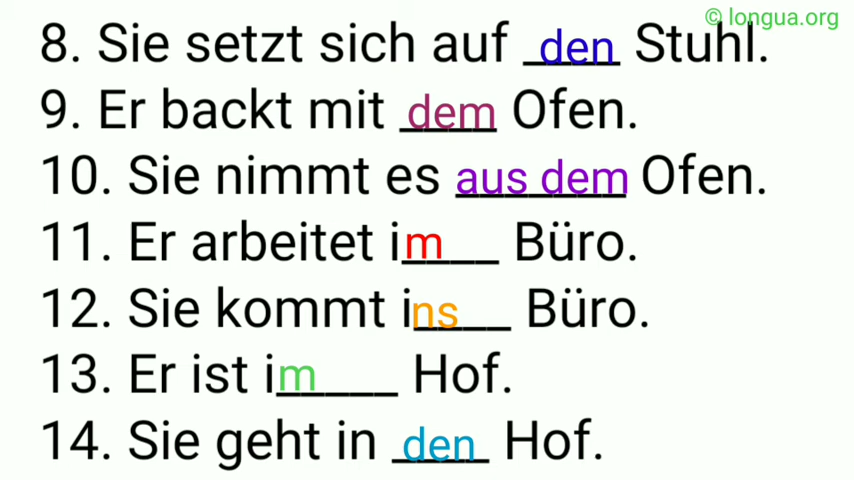 © longua.org
8. Sie setzt sich auf den Stuhl.
9. Er backt mit dem Ofen.
10. Sie nimmt es aus dem Ofen.
11. Er arbeitet im Büro.
12. Sie kommt ins Büro.
13. Er ist im Hof.
14. Sie geht in den Hof.